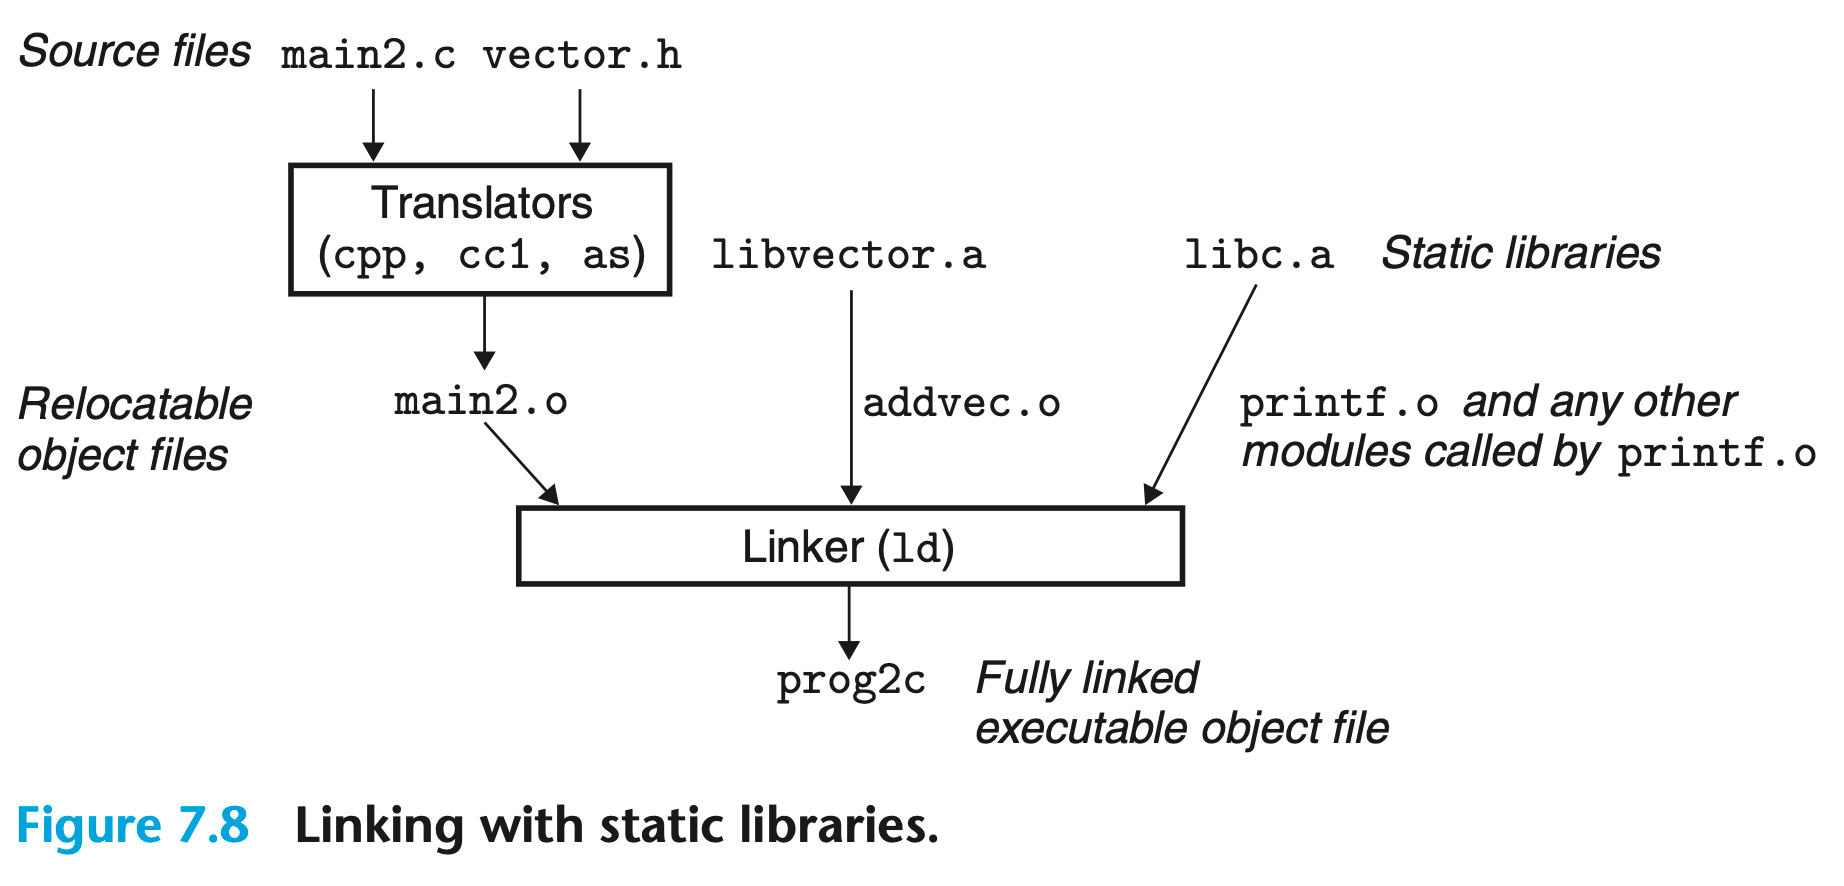 Source files main2.c vector.h
Translators
(cpp, cc1, as)
libvector.a
libc.a Static libraries
Relocatable
object files
main2.o
addvec.o
printf.o and any other
modules called by printf.o
Linker (ld)
prog2c
Fully linked
executable object file
Figure 7.8 Linking with static libraries.